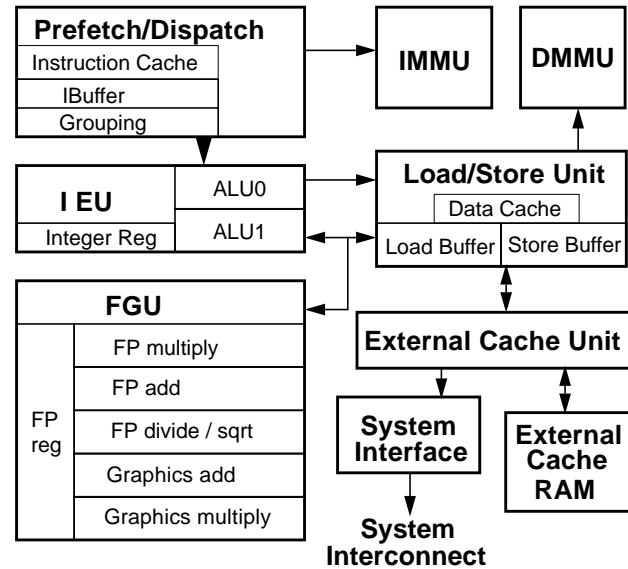 Prefetch/Dispatch
Instruction Cache
IBuffer
Grouping
IMMU
DMMU
I EU
Integer Reg
ALU0
ALU1
Load/Store Unit
Data Cache
Load Buffer
Store Buffer
FGU
FP
reg
FP multiply
FP add
FP divide / sqrt
Graphics add
Graphics multiply
External Cache Unit
System
Interface
External
Cache
RAM
System
Interconnect